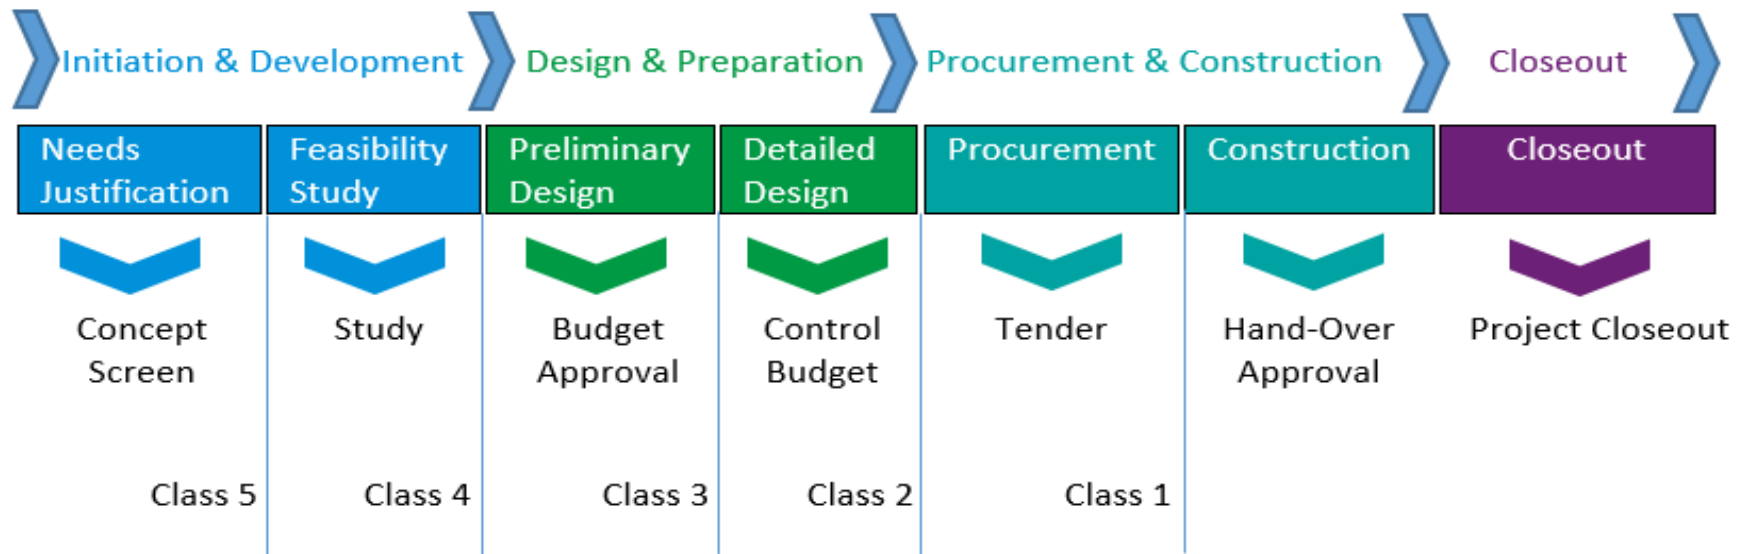 Initiation & Development
Design & Preparation
Procurement & Construction
Closeout
Needs
Justification
Feasibility
Study
Preliminary
Design
Detailed
Design
Procurement
Construction
Closeout
Concept
Screen
Study
Budget
Approval
Control
Budget
Tender
Hand-Over
Approval
Project Closeout
Class 5
Class 4
Class 3
Class 2
Class 1